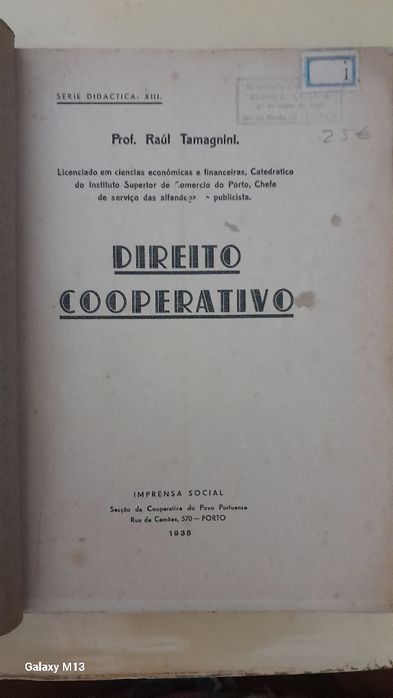 SERIE DIDACTICA: XIII.
Prof. Raúl Tamagnini.
Licenciado em ciencias económicas e financeiras, Catedratico
do Instituto Superior de Comercio do Porto, Chefe
de serviço das alfandegas e publicista.
DIREITO
COOPERATIVO
IMPRENSA SOCIAL
Secção da Cooperativa do Povo Portuense
Rua de Camões, 570 — PORTO
1935
25€
Galaxy M13